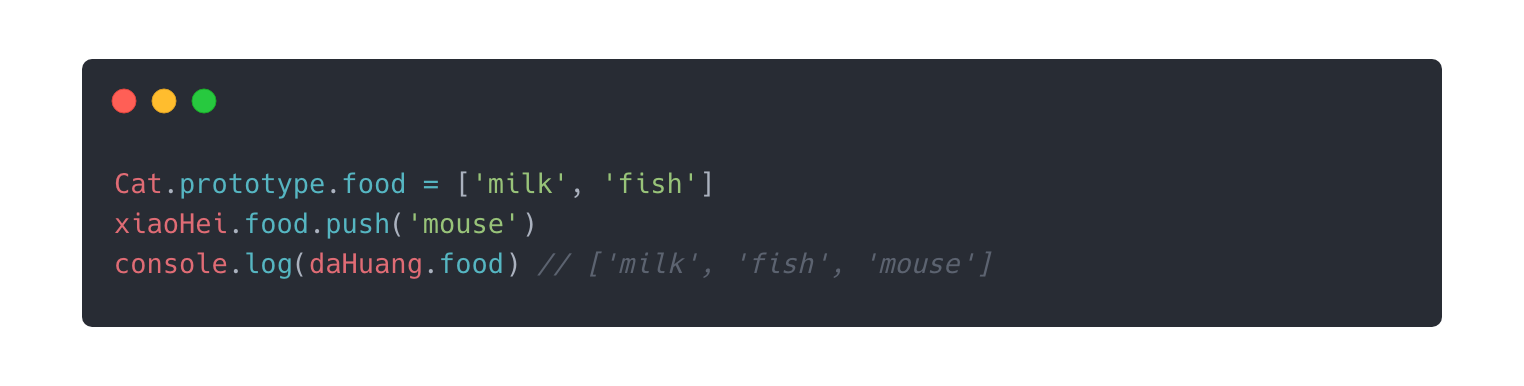 Cat.prototype.food = ['milk', 'fish']
xiaoHei.food.push('mouse')
console.log(daHuang.food) // ['milk', 'fish', 'mouse']